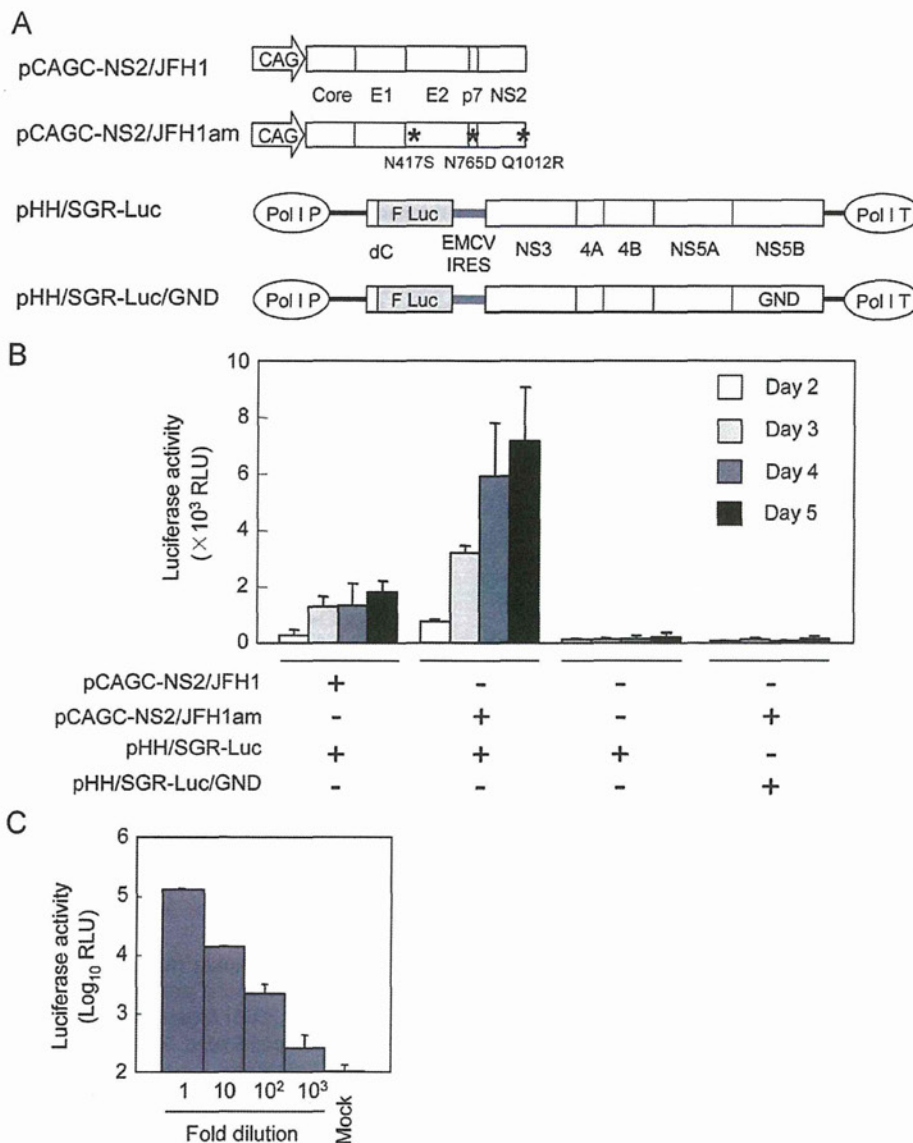 A
pCAGC-NS2/JFH1
CAG
Core E1 E2 p7 NS2
pCAGC-NS2/JFH1am
CAG * * *
N417S N765D Q1012R
pHH/SGR-Luc
Pol I P F Luc Pol I T
dC EMCV IRES NS3 4A 4B NS5A NS5B
pHH/SGR-Luc/GND
Pol I P F Luc GND Pol I T
B
Luciferase activity
(×10³ RLU)
10
8
6
4
2
0
Day 2
Day 3
Day 4
Day 5
pCAGC-NS2/JFH1 + - - -
pCAGC-NS2/JFH1am - + - +
pHH/SGR-Luc + + + -
pHH/SGR-Luc/GND - - - +
C
Luciferase activity
(Log₁₀ RLU)
6
5
4
3
2
1 10 10² 10³ Mock
Fold dilution